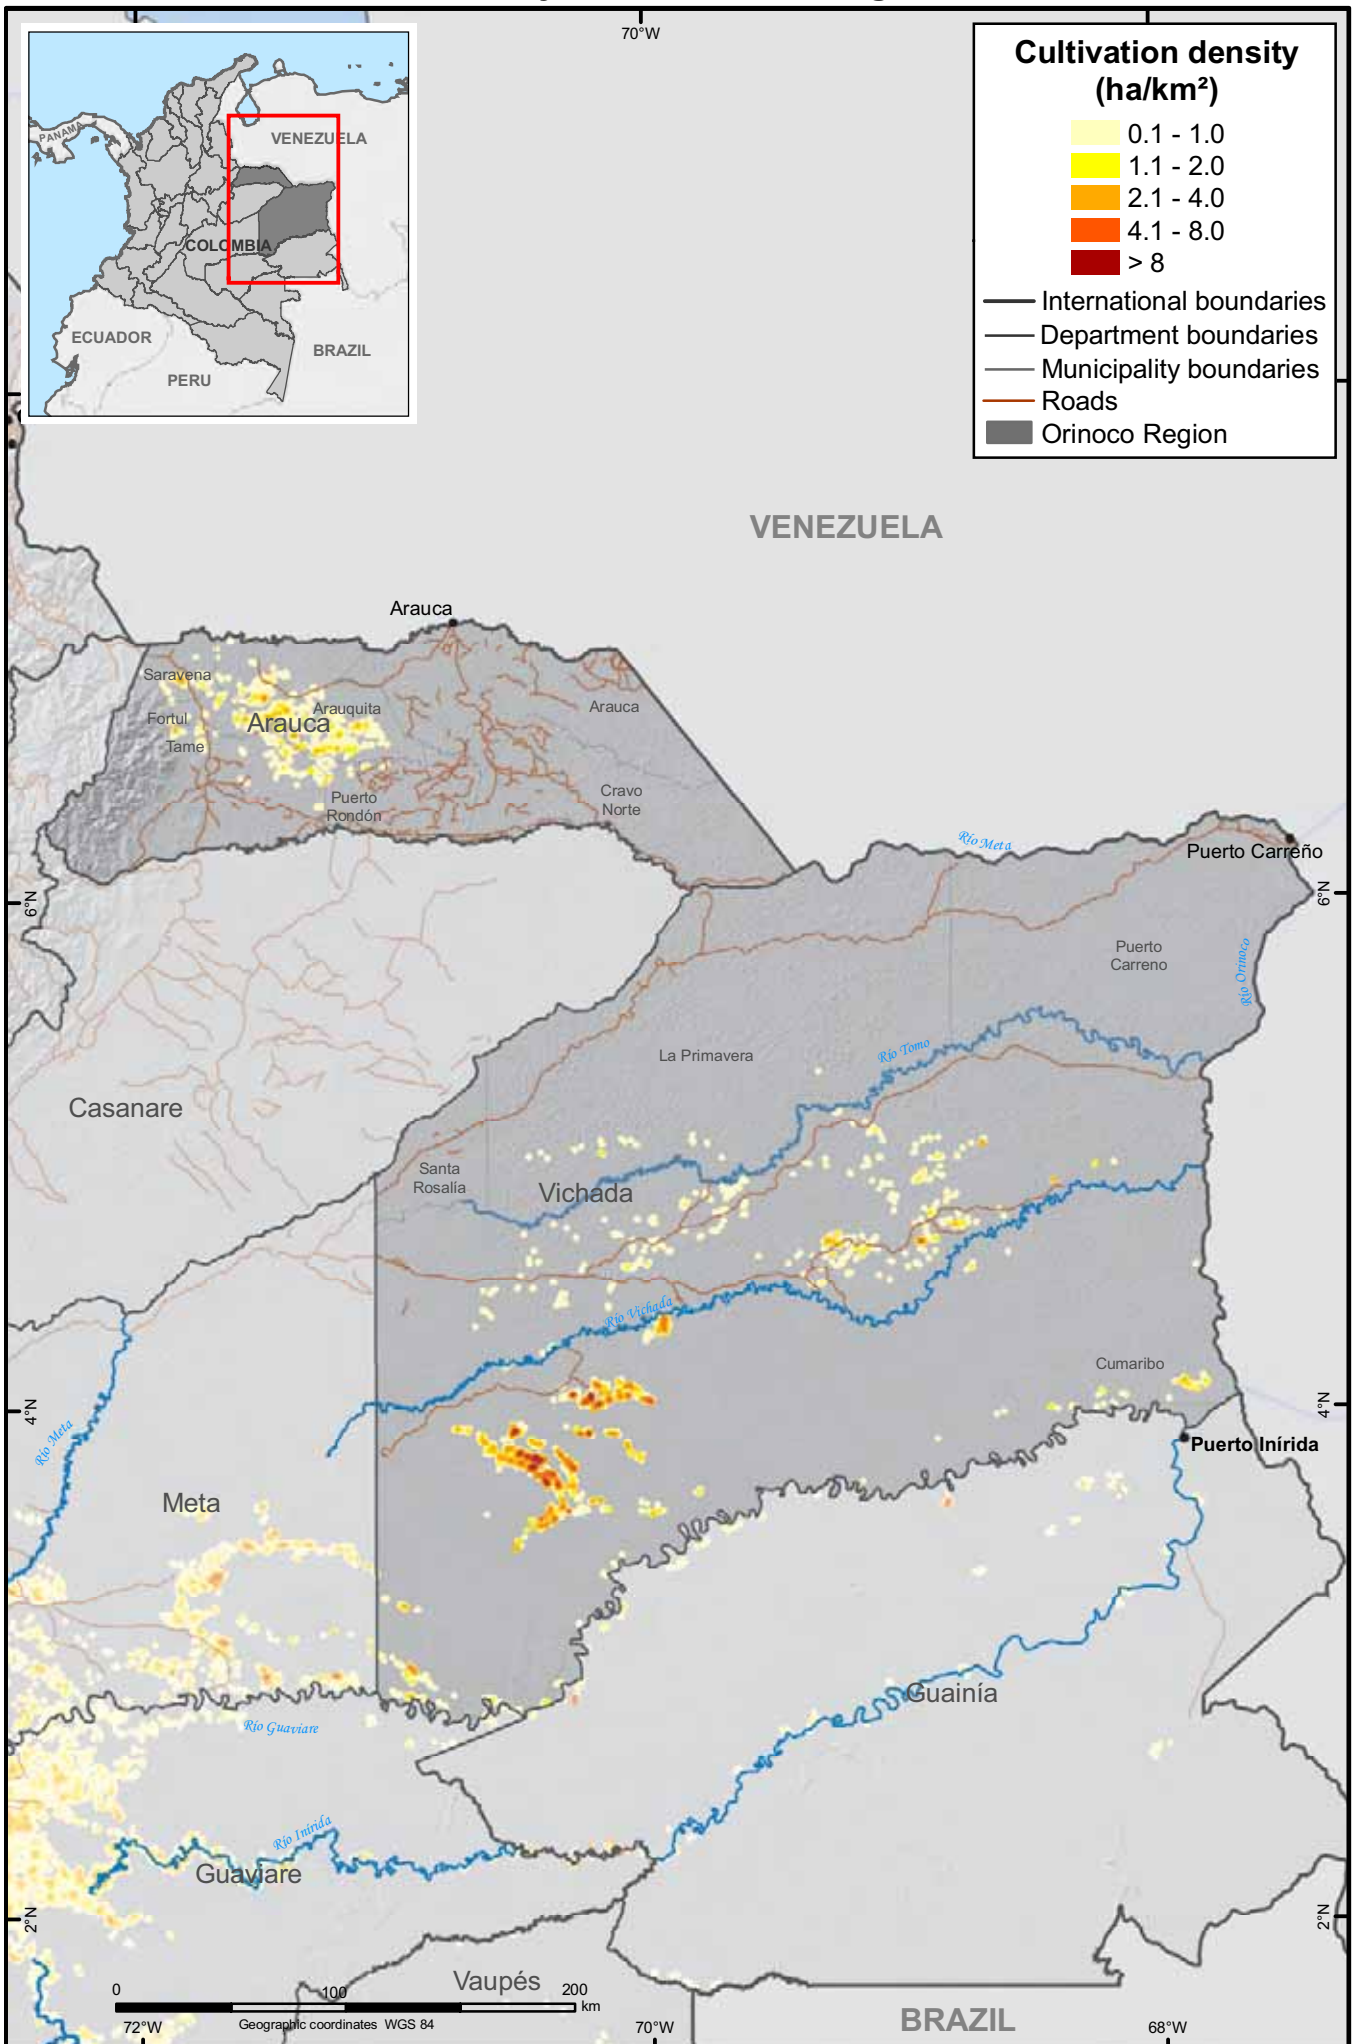 70°W
Cultivation density
(ha/km²)
0.1 - 1.0
1.1 - 2.0
2.1 - 4.0
4.1 - 8.0
> 8
International boundaries
Department boundaries
Municipality boundaries
Roads
Orinoco Region
PANAMA
VENEZUELA
COLOMBIA
ECUADOR
BRAZIL
PERU
VENEZUELA
Arauca
Saravena
Arauquita
Arauca
Fortul
Arauca
Tame
Puerto
Rondón
Cravo
Norte
Río Meta
Puerto Carreño
6°N
6°N
Puerto
Carreno
Río Orinoco
La Primavera
Río Tomo
Casanare
Santa
Rosalía
Vichada
Río Vichada
Cumaribo
4°N
4°N
Río Meta
Puerto Inírida
Meta
Guainía
Río Guaviare
Río Inírida
Guaviare
2°N
2°N
Vaupés
0
100
200
km
Geographic coordinates WGS 84
BRAZIL
72°W
70°W
68°W